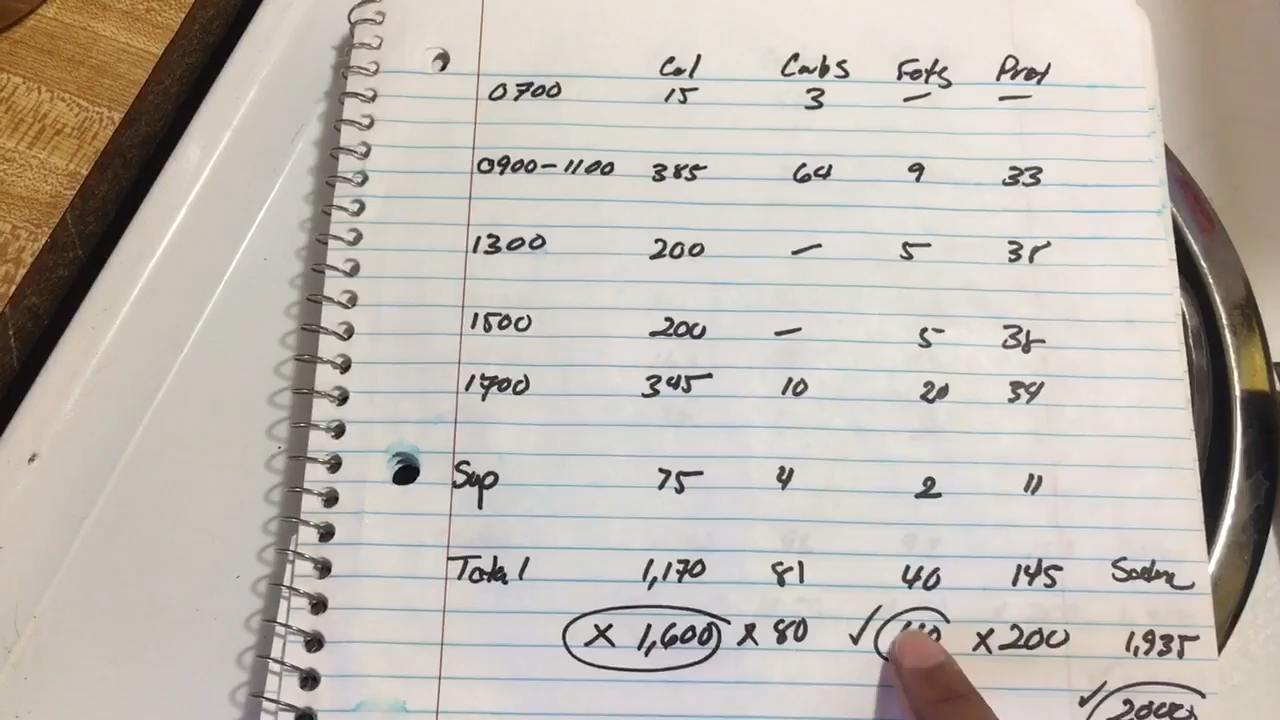 Cal Carbs Fats Prot
0700 15 3 — —
0900-1100 385 64 9 33
1300 200 — 5 38
1500 200 — 5 38
1700 345 10 20 34
Sup 75 4 2 11
Total 1,170 81 40 145 Sodium
× 1,600 × 80 ✓ × 200 1,935
✓ 2000